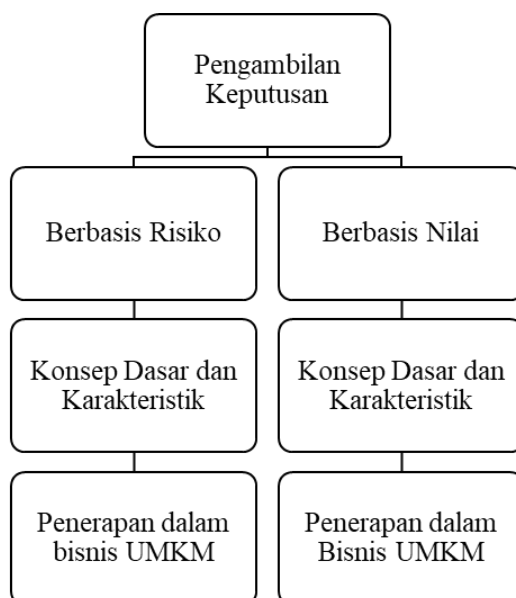 Pengambilan
Keputusan
Berbasis Risiko
Berbasis Nilai
Konsep Dasar dan
Karakteristik
Konsep Dasar dan
Karakteristik
Penerapan dalam
bisnis UMKM
Penerapan dalam
Bisnis UMKM